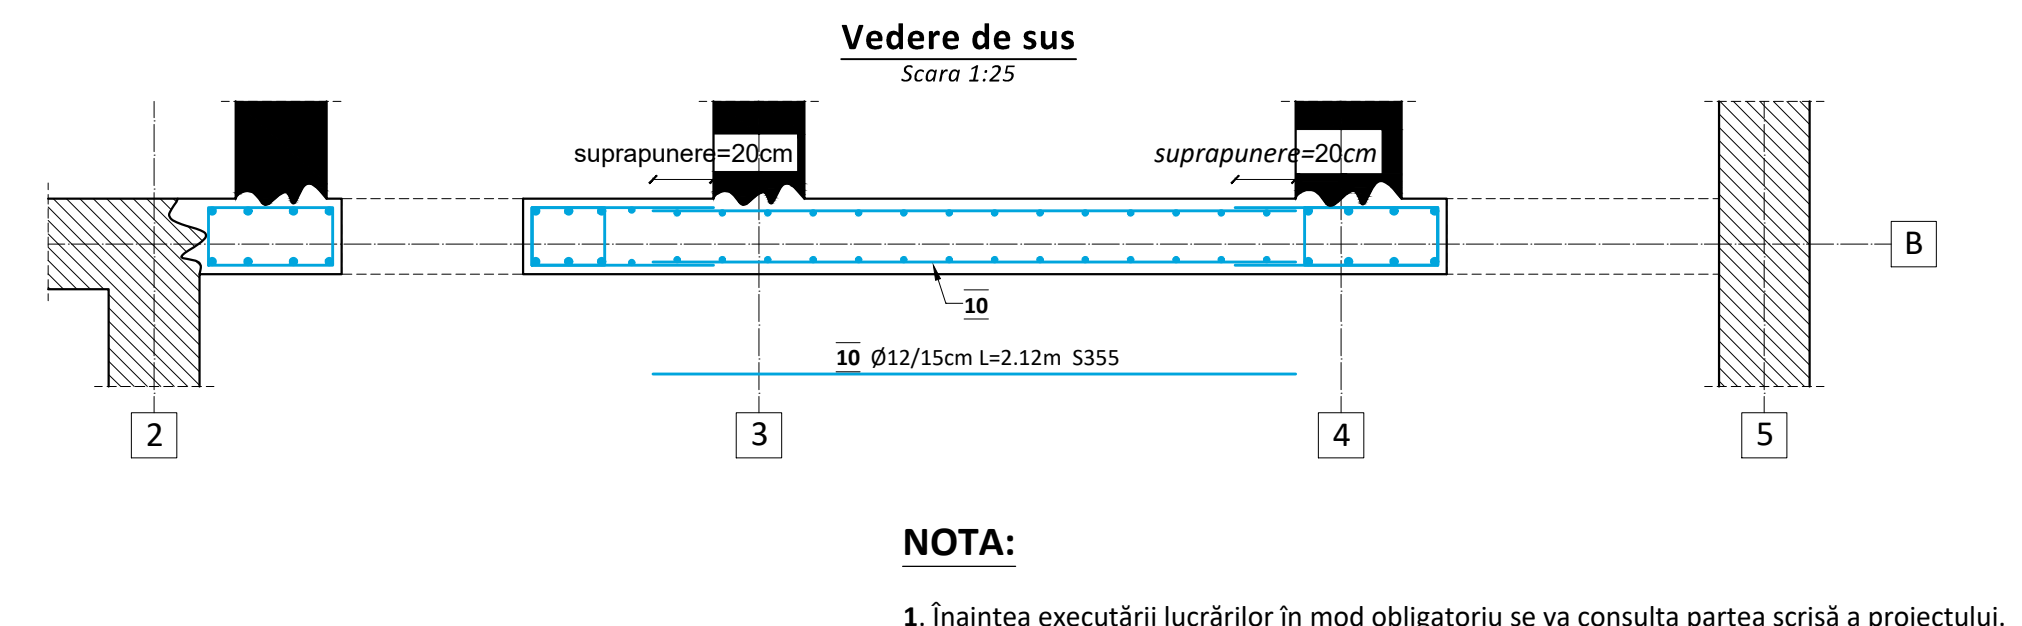 Vedere de sus
Scara 1:25
suprapunere=20cm
suprapunere=20cm
B
10
10 Ø12/15cm L=2.12m S355
2
3
4
5
NOTA:
1. Înaintea executării lucrărilor în mod obligatoriu se va consulta partea scrisă a proiectului.